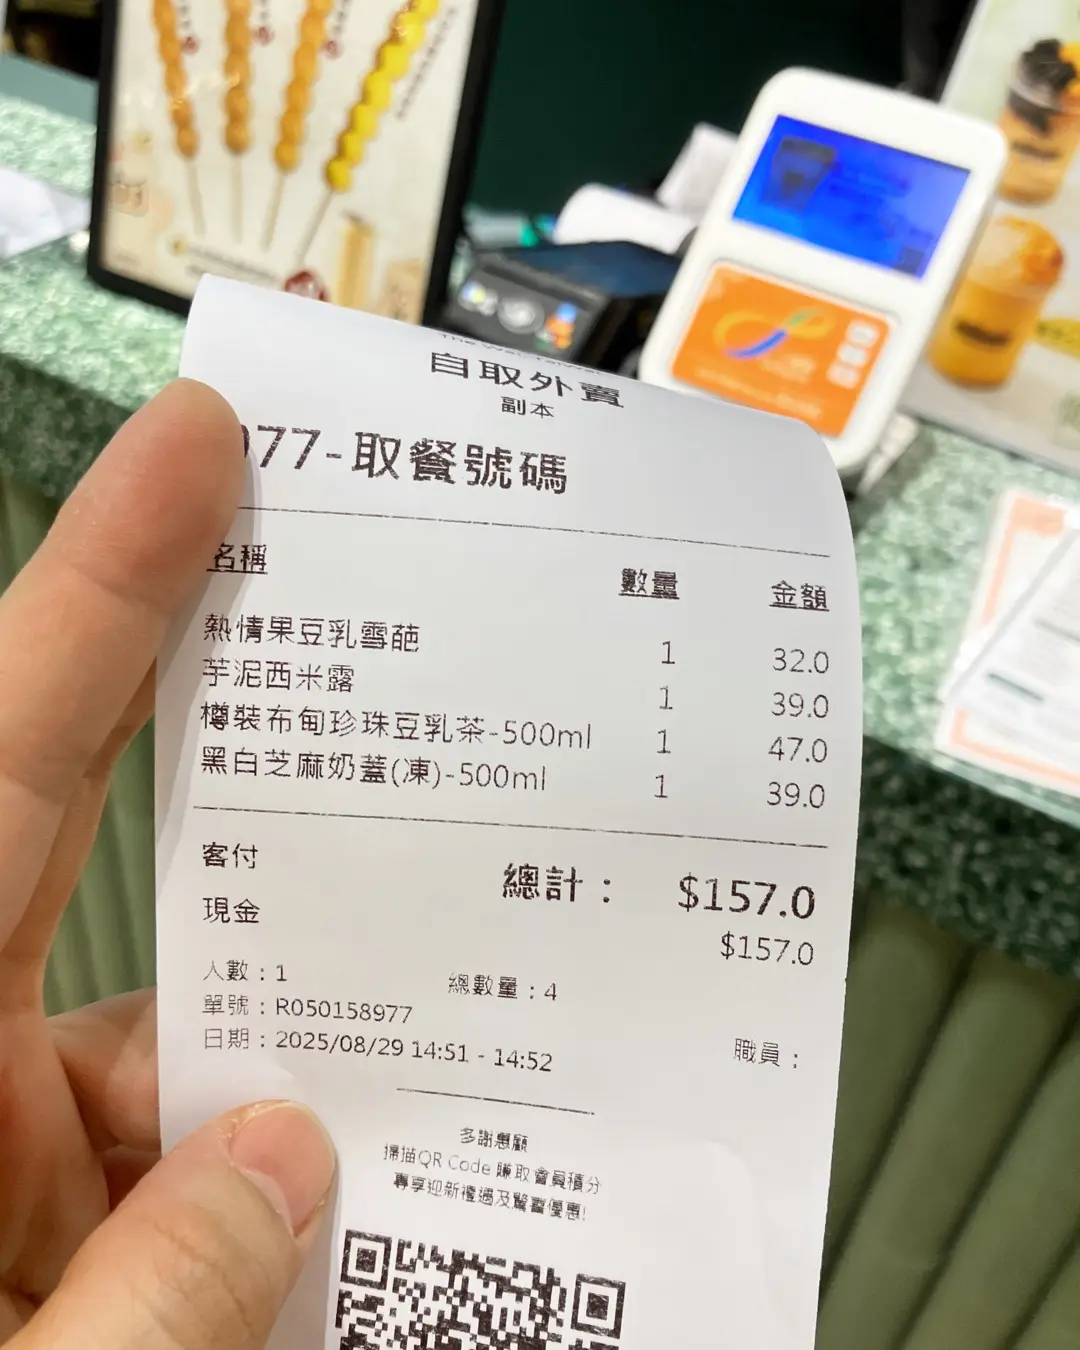 自取外賣
副本
77-取餐號碼
名稱 數量 金額
熱情果豆乳雪葩 1 32.0
芋泥西米露 1 39.0
樽裝布甸珍珠豆乳茶-500ml 1 47.0
黑白芝麻奶蓋(凍)-500ml 1 39.0
客付 總計： $157.0
現金 $157.0
人數：1 總數量：4
單號：R050158977
日期：2025/08/29 14:51 - 14:52 職員：
多謝惠顧
掃描QR Code 賺取會員積分
專享迎新禮遇及驚喜優惠!